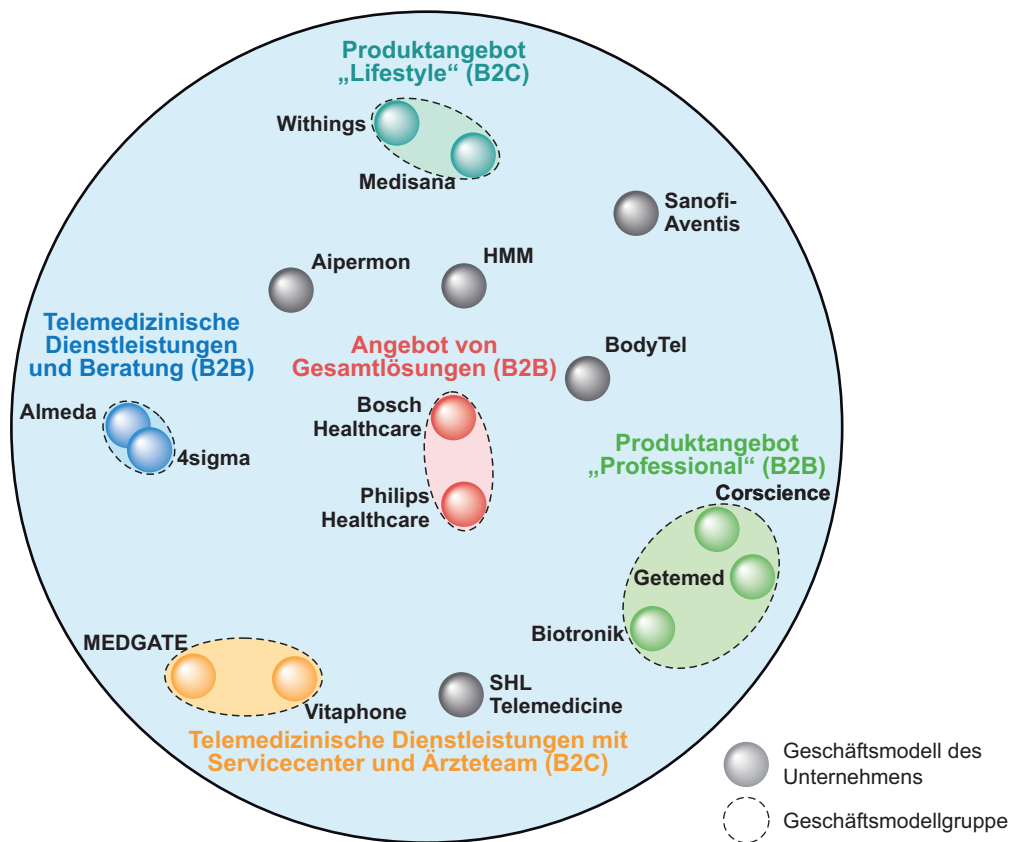 Produktangebot
„Lifestyle“ (B2C)
Withings
Medisana
Sanofi-
Aventis
Aipermon
HMM
Telemedizinische
Dienstleistungen
und Beratung (B2B)
Angebot von
Gesamtlösungen (B2B)
BodyTel
Almeda
4sigma
Bosch
Healthcare
Philips
Healthcare
Produktangebot
„Professional“ (B2B)
Corscience
Getemed
Biotronik
MEDGATE
Vitaphone
SHL
Telemedicine
Telemedizinische Dienstleistungen mit
Servicecenter und Ärzteteam (B2C)
Geschäftsmodell des
Unternehmens
Geschäftsmodellgruppe